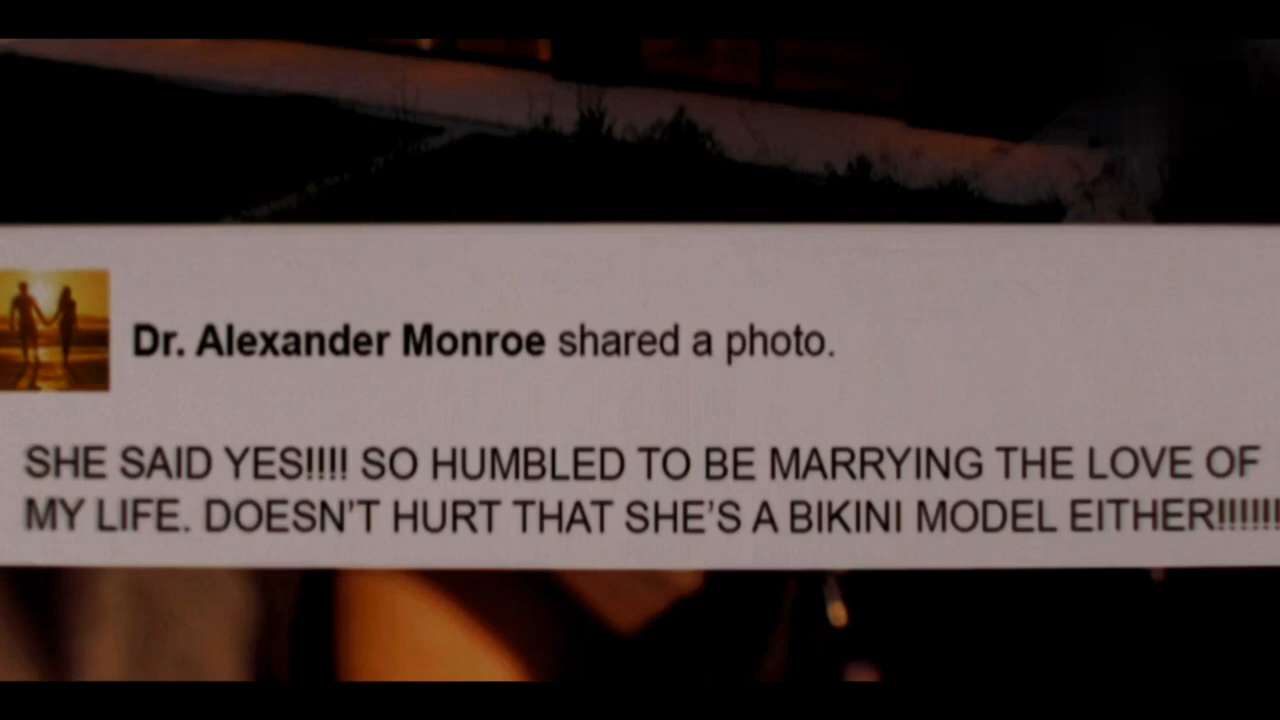 Dr. Alexander Monroe shared a photo.
SHE SAID YES!!!! SO HUMBLED TO BE MARRYING THE LOVE OF
MY LIFE. DOESN'T HURT THAT SHE'S A BIKINI MODEL EITHER!!!!!!